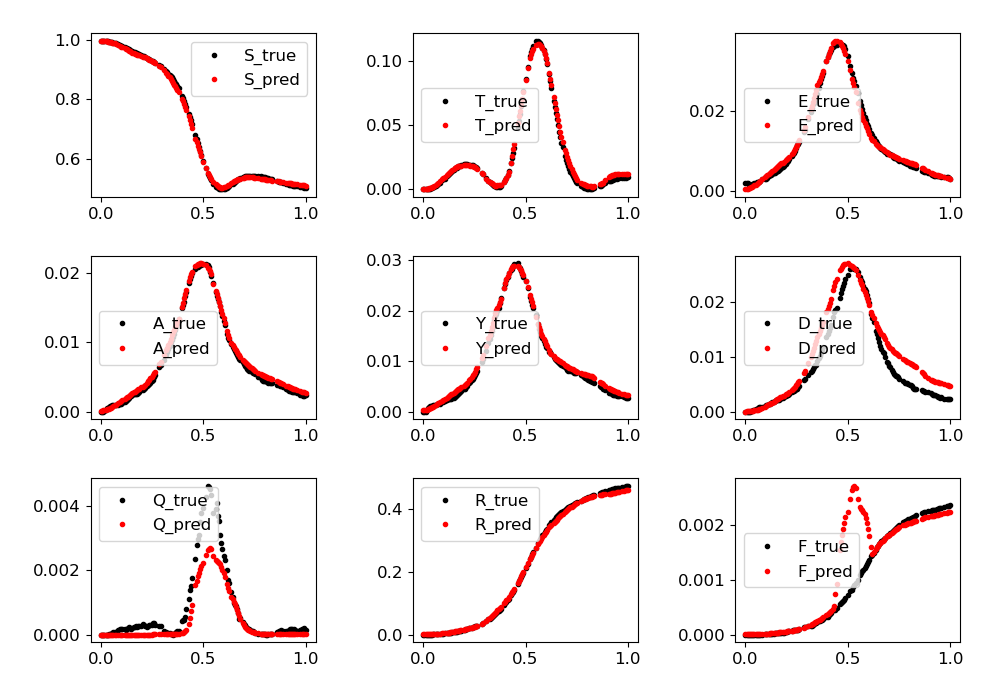 1.0
0.8
0.6
0.0 0.5 1.0
S_true
S_pred
0.10
0.05
0.00
0.0 0.5 1.0
T_true
T_pred
0.02
0.00
0.0 0.5 1.0
E_true
E_pred
0.02
0.01
0.00
0.0 0.5 1.0
A_true
A_pred
0.03
0.02
0.01
0.00
0.0 0.5 1.0
Y_true
Y_pred
0.02
0.01
0.00
0.0 0.5 1.0
D_true
D_pred
0.004
0.002
0.000
0.0 0.5 1.0
Q_true
Q_pred
0.4
0.2
0.0
0.0 0.5 1.0
R_true
R_pred
0.002
0.001
0.000
0.0 0.5 1.0
F_true
F_pred